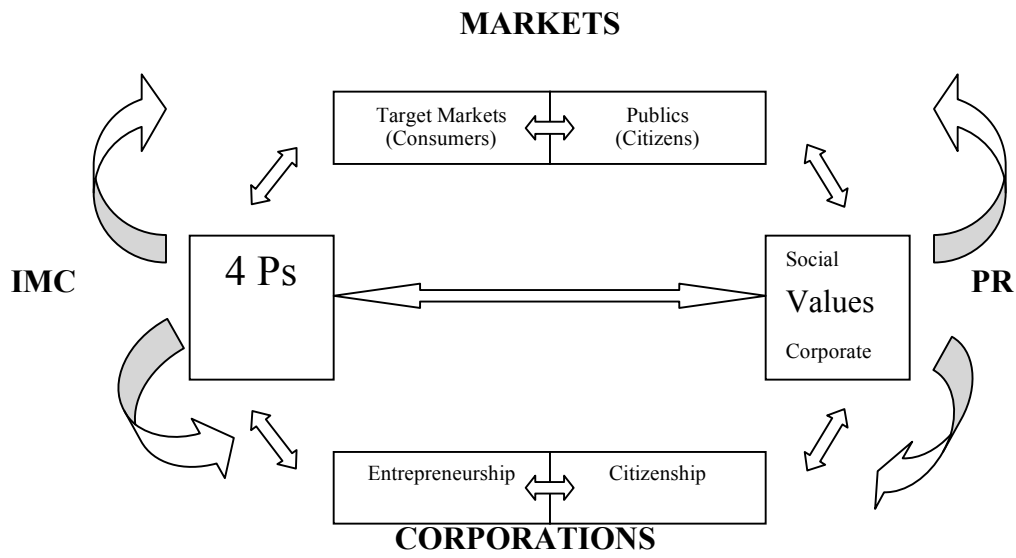 MARKETS
Target Markets
(Consumers)
Publics
(Citizens)
IMC
4 Ps
Social
Values
Corporate
PR
Entrepreneurship
Citizenship
CORPORATIONS